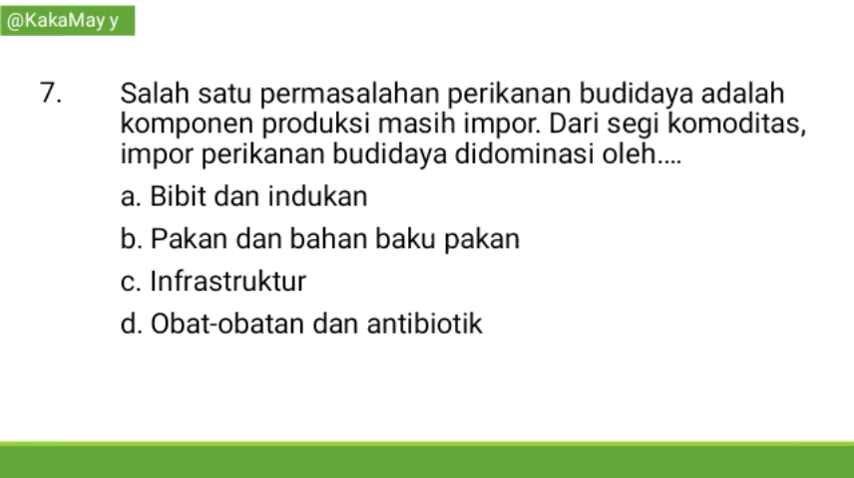 @KakaMay y
7. Salah satu permasalahan perikanan budidaya adalah
komponen produksi masih impor. Dari segi komoditas,
impor perikanan budidaya didominasi oleh....
a. Bibit dan indukan
b. Pakan dan bahan baku pakan
c. Infrastruktur
d. Obat-obatan dan antibiotik